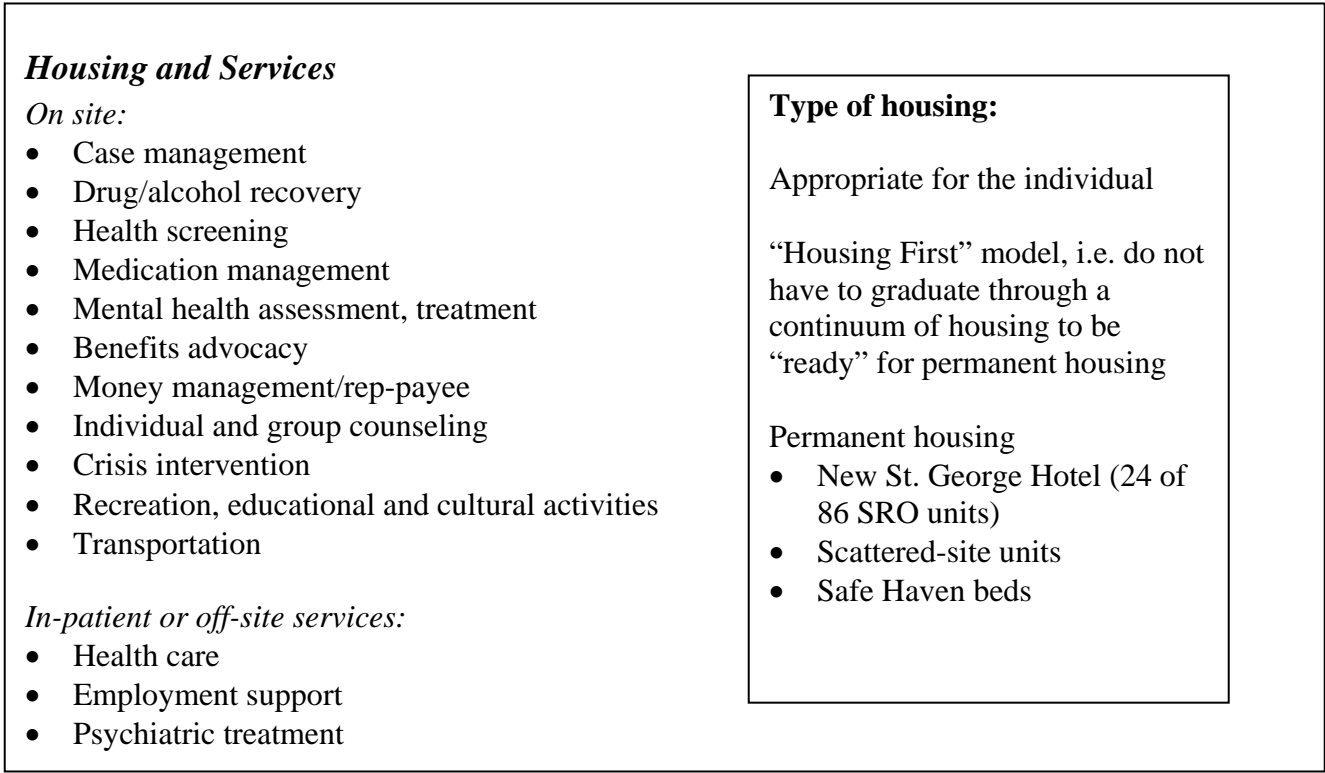 Housing and Services
On site:
• Case management
• Drug/alcohol recovery
• Health screening
• Medication management
• Mental health assessment, treatment
• Benefits advocacy
• Money management/rep-payee
• Individual and group counseling
• Crisis intervention
• Recreation, educational and cultural activities
• Transportation
In-patient or off-site services:
• Health care
• Employment support
• Psychiatric treatment
Type of housing:
Appropriate for the individual
“Housing First” model, i.e. do not
have to graduate through a
continuum of housing to be
“ready” for permanent housing
Permanent housing
• New St. George Hotel (24 of
86 SRO units)
• Scattered-site units
• Safe Haven beds